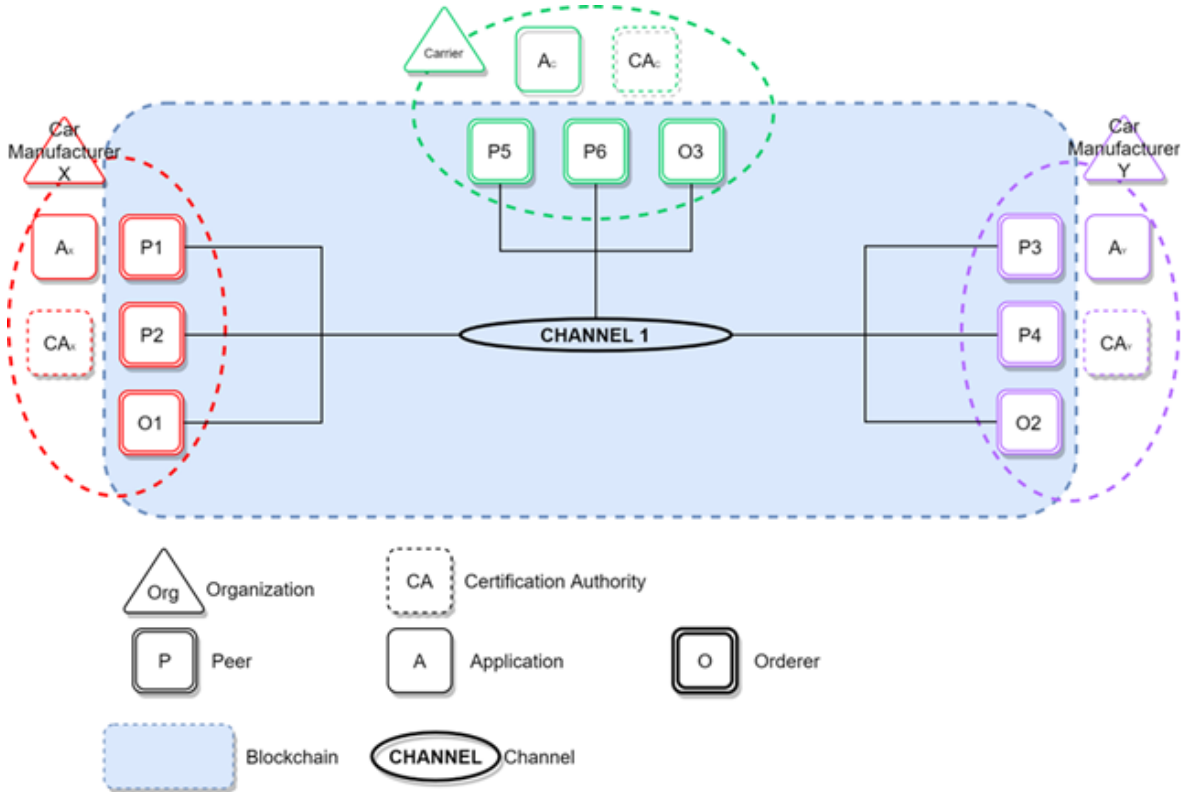 Carrier
Ac
CAc
P5
P6
O3
Car
Manufacturer
X
Ax
P1
CAx
P2
O1
CHANNEL 1
Car
Manufacturer
Y
P3
AY
P4
CAY
O2
Org
Organization
CA
Certification Authority
P
Peer
A
Application
O
Orderer
Blockchain
CHANNEL
Channel